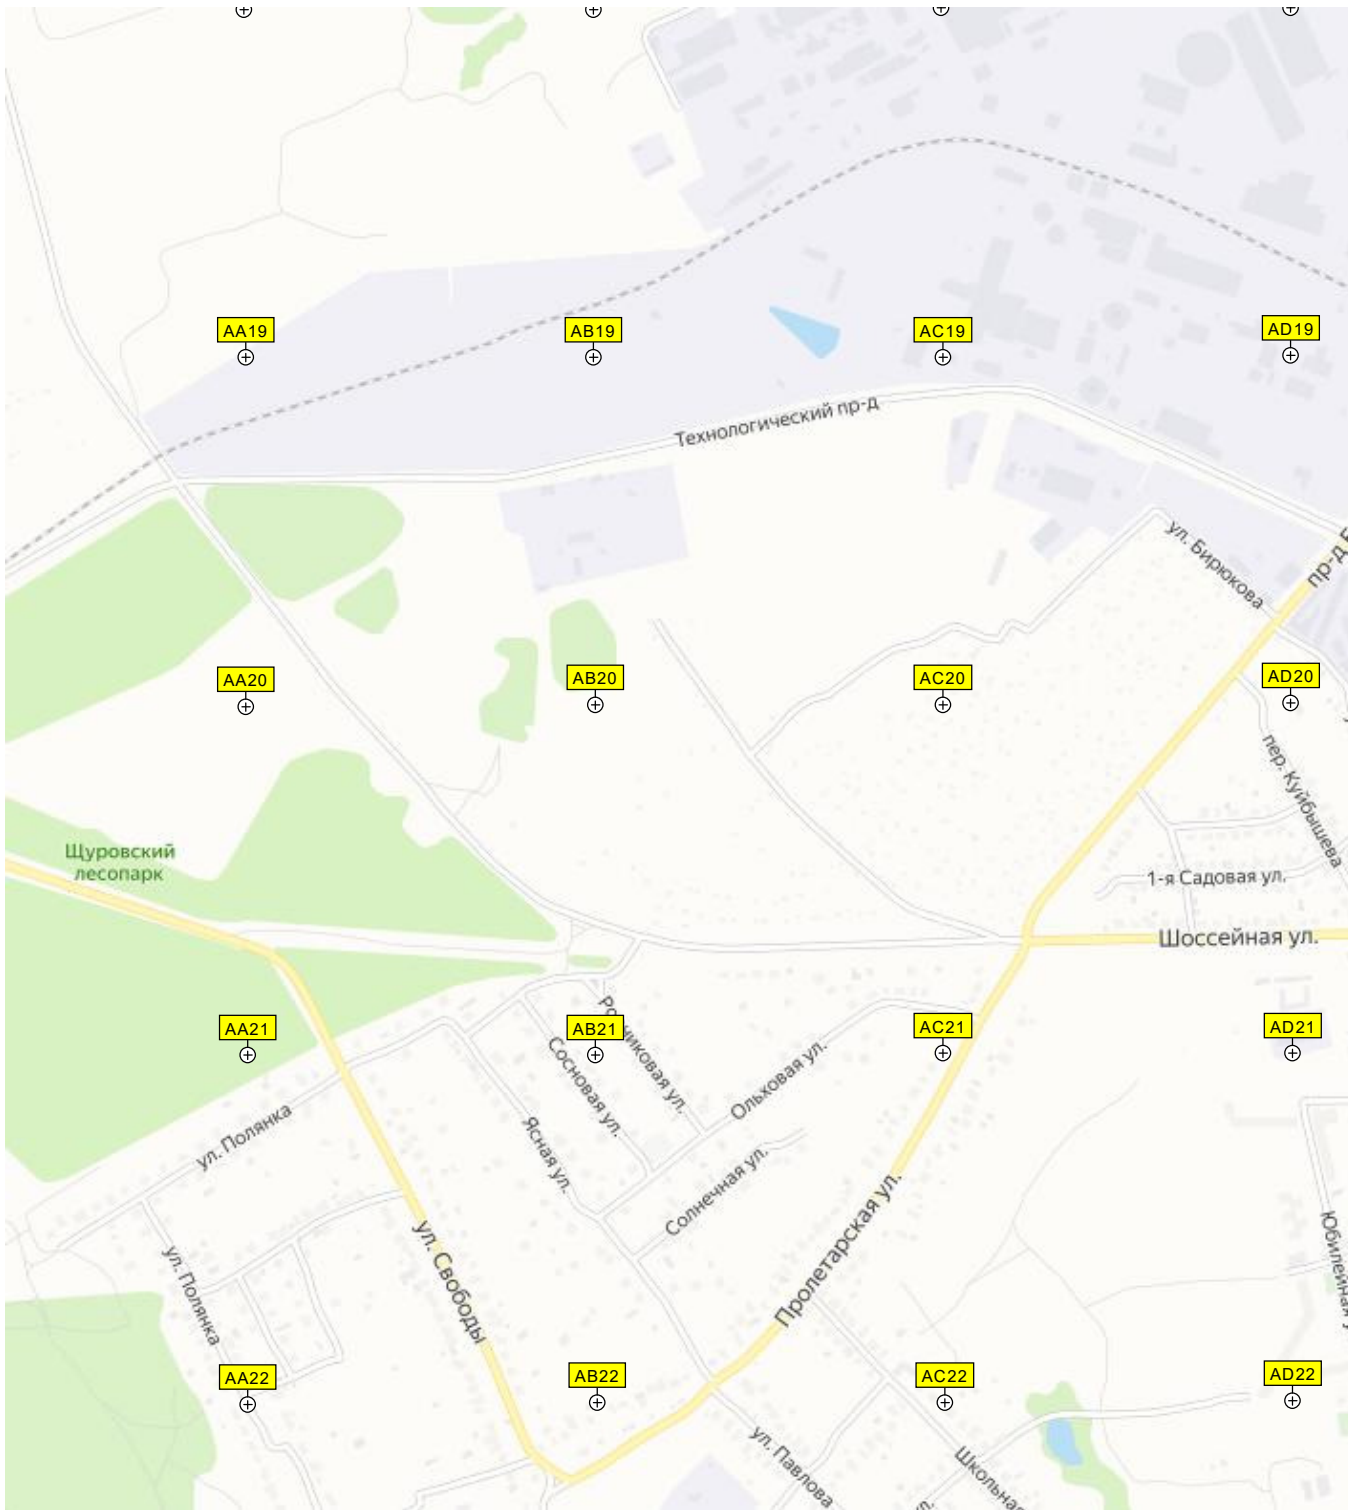 AA19
AB19
AC19
AD19
Технологический пр-д
ул. Бирюкова
пр-д
AA20
AB20
AC20
AD20
пер. Куйбышева
Щуровский
лесопарк
1-я Садовая ул.
Шоссейная ул.
AA21
AB21
AC21
AD21
Сосновая ул.
Ольховая ул.
ул. Полянка
Ясная ул.
Солнечная ул.
Пролетарская ул.
ул. Свободы
ул. Полянка
Юбилейная
AA22
AB22
AC22
AD22
ул. Павлова
Школьная